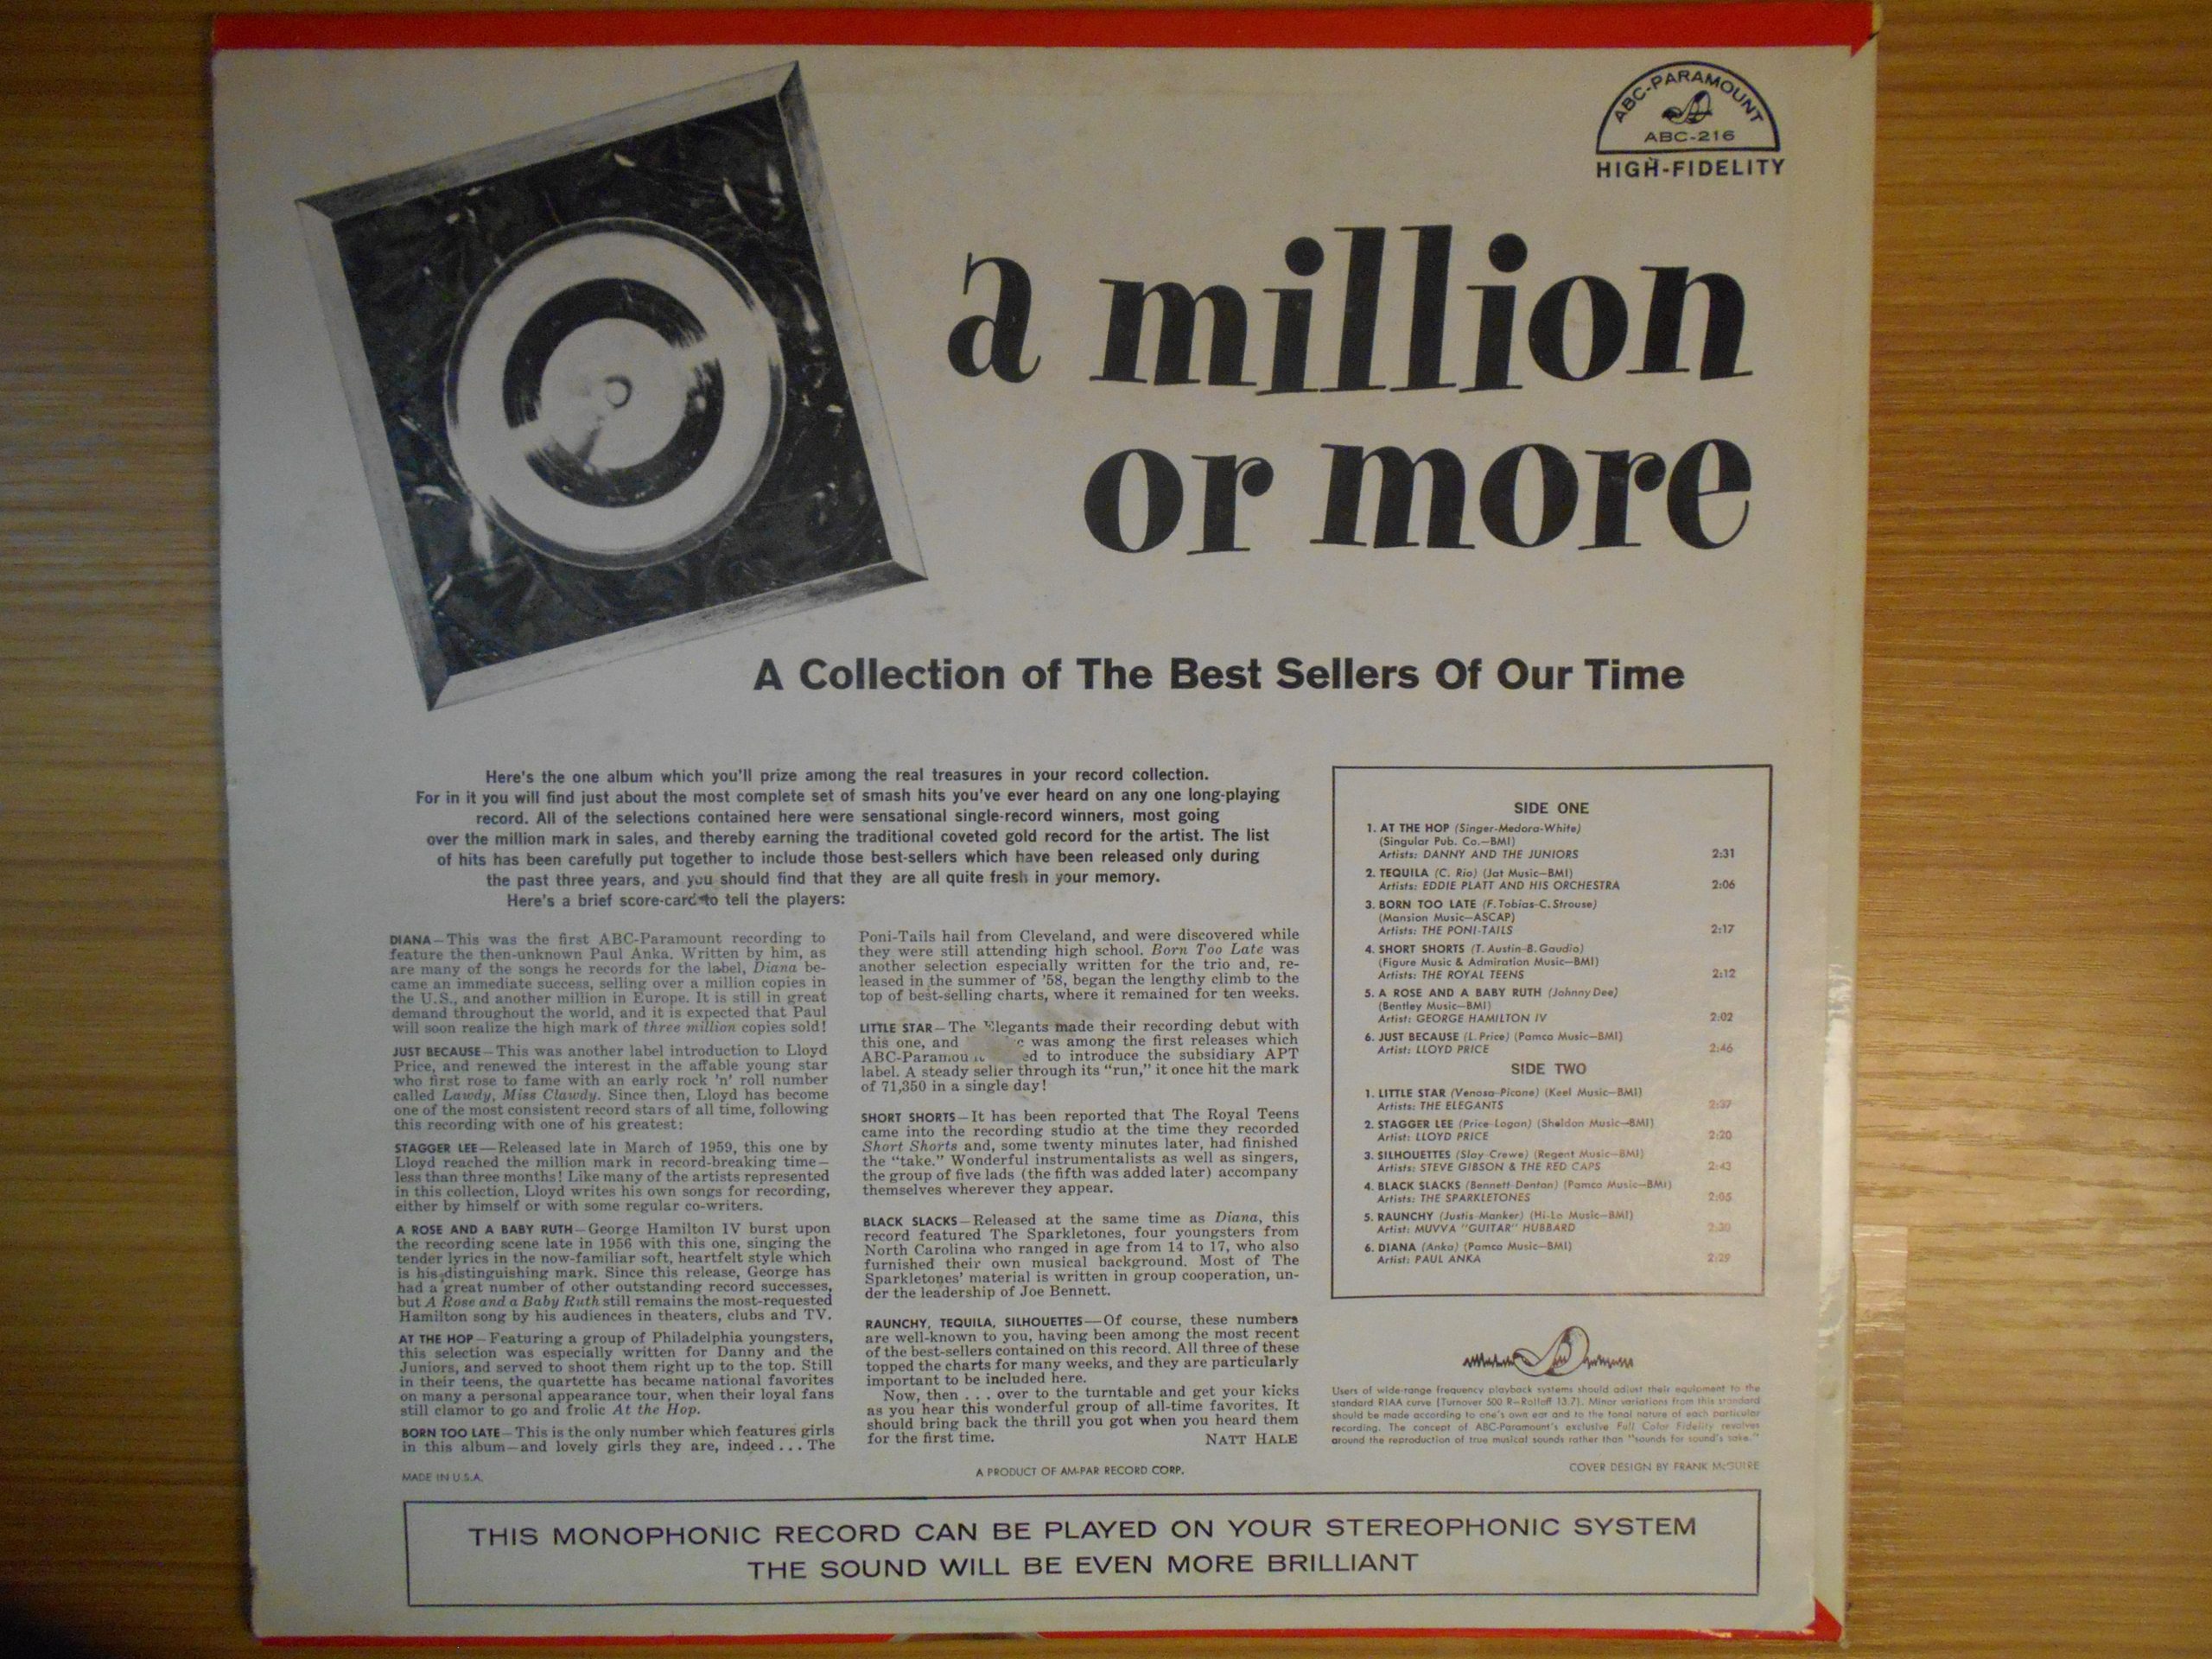 ABC-PARAMOUNT
ABC-216
HIGH-FIDELITY
a million
or more
A Collection of The Best Sellers Of Our Time
Here's the one album which you'll prize among the real treasures in your record collection.
For in it you will find just about the most complete set of smash hits you've ever heard on any one long-playing
record. All of the selections contained here were sensational single-record winners, most going
over the million mark in sales, and thereby earning the traditional coveted gold record for the artist. The list
of hits has been carefully put together to include those best-sellers which have been released only during
the past three years, and you should find that they are all quite fresh in your memory.
Here's a brief score-card to tell the players:
DIANA—This was the first ABC-Paramount recording to
feature the then-unknown Paul Anka. Written by him, as
are many of the songs he records for the label, Diana be-
came an immediate success, selling over a million copies in
the U.S., and another million in Europe. It is still in great
demand throughout the world, and it is expected that Paul
will soon realize the high mark of three million copies sold!
JUST BECAUSE—This was another label introduction to Lloyd
Price, and renewed the interest in the affable young star
who first rose to fame with an early rock 'n' roll number
called Lawdy, Miss Clawdy. Since then, Lloyd has become
one of the most consistent record stars of all time, following
this recording with one of his greatest:
STAGGER LEE—Released late in March of 1959, this one by
Lloyd reached the million mark in record-breaking time—
less than three months! Like many of the artists represented
in this collection, Lloyd writes his own songs for recording,
either by himself or with some regular co-writers.
A ROSE AND A BABY RUTH—George Hamilton IV burst upon
the recording scene late in 1956 with this one, singing the
tender lyrics in the now-familiar soft, heartfelt style which
is his distinguishing mark. Since this release, George has
had a great number of other outstanding record successes,
but A Rose and a Baby Ruth still remains the most-requested
Hamilton song by his audiences in theaters, clubs and TV.
AT THE HOP—Featuring a group of Philadelphia youngsters,
this selection was especially written for Danny and the
Juniors, and served to shoot them right up to the top. Still
in their teens, the quartette has became national favorites
on many a personal appearance tour, when their loyal fans
still clamor to go and frolic At the Hop.
BORN TOO LATE—This is the only number which features girls
in this album—and lovely girls they are, indeed . . . The
Poni-Tails hail from Cleveland, and were discovered while
they were still attending high school. Born Too Late was
another selection especially written for the trio and, re-
leased in the summer of '58, began the lengthy climb to the
top of best-selling charts, where it remained for ten weeks.
LITTLE STAR—The Elegants made their recording debut with
this one, and was among the first releases which
ABC-Paramount to introduce the subsidiary APT
label. A steady seller through its "run," it once hit the mark
of 71,350 in a single day!
SHORT SHORTS—It has been reported that The Royal Teens
came into the recording studio at the time they recorded
Short Shorts and, some twenty minutes later, had finished
the "take." Wonderful instrumentalists as well as singers,
the group of five lads (the fifth was added later) accompany
themselves wherever they appear.
BLACK SLACKS—Released at the same time as Diana, this
record featured The Sparkletones, four youngsters from
North Carolina who ranged in age from 14 to 17, who also
furnished their own musical background. Most of The
Sparkletones' material is written in group cooperation, un-
der the leadership of Joe Bennett.
RAUNCHY, TEQUILA, SILHOUETTES—Of course, these numbers
are well-known to you, having been among the most recent
of the best-sellers contained on this record. All three of these
topped the charts for many weeks, and they are particularly
important to be included here.
Now, then . . . over to the turntable and get your kicks
as you hear this wonderful group of all-time favorites. It
should bring back the thrill you got when you heard them
for the first time. NATT HALE
SIDE ONE
1. AT THE HOP (Singer-Medora-White)
(Singular Pub. Co.—BMI)
Artists: DANNY AND THE JUNIORS 2:31
2. TEQUILA (C. Rio) (Jat Music—BMI)
Artists: EDDIE PLATT AND HIS ORCHESTRA 2:06
3. BORN TOO LATE (F. Tobias-C. Strouse)
(Mansion Music—ASCAP)
Artists: THE PONI-TAILS 2:17
4. SHORT SHORTS (T. Austin-B. Gaudio)
(Figure Music & Admiration Music—BMI)
Artists: THE ROYAL TEENS 2:12
5. A ROSE AND A BABY RUTH (Johnny Dee)
(Bentley Music—BMI)
Artist: GEORGE HAMILTON IV 2:02
6. JUST BECAUSE (L. Price) (Pamco Music—BMI)
Artist: LLOYD PRICE 2:46
SIDE TWO
1. LITTLE STAR (Venosa-Picone) (Keel Music—BMI)
Artists: THE ELEGANTS 2:37
2. STAGGER LEE (Price-Logan) (Sheldon Music—BMI)
Artist: LLOYD PRICE 2:20
3. SILHOUETTES (Slay-Crewe) (Regent Music—BMI)
Artists: STEVE GIBSON & THE RED CAPS 2:43
4. BLACK SLACKS (Bennett-Denton) (Pamco Music—BMI)
Artists: THE SPARKLETONES 2:05
5. RAUNCHY (Justis-Manker) (Hi-Lo Music—BMI)
Artist: MUVVA "GUITAR" HUBBARD 2:30
6. DIANA (Anka) (Pamco Music—BMI)
Artist: PAUL ANKA 2:29
Users of wide-range frequency playback systems should adjust their equipment to the
standard RIAA curve (Turnover 500 R—Rolloff 13.7). Minor variations from this standard
should be made according to one's own ear and to the tonal nature of each particular
recording. The concept of ABC-Paramount's exclusive Full Color Fidelity revolves
around the reproduction of true musical sounds rather than "sounds for sound's sake."
MADE IN U.S.A.
A PRODUCT OF AM-PAR RECORD CORP.
COVER DESIGN BY FRANK McGUIRE
THIS MONOPHONIC RECORD CAN BE PLAYED ON YOUR STEREOPHONIC SYSTEM
THE SOUND WILL BE EVEN MORE BRILLIANT